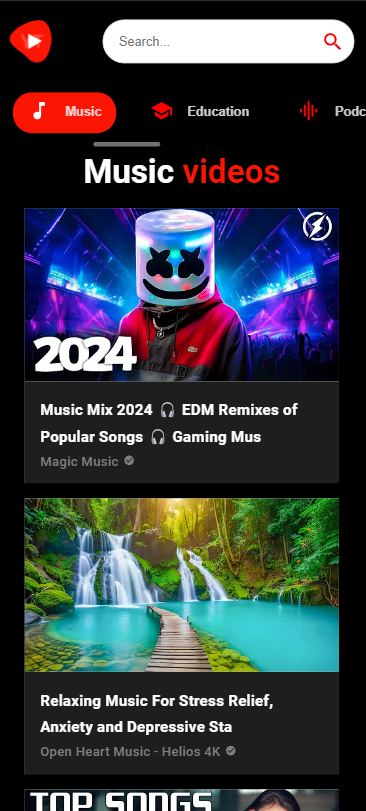 Search...
Music Education Podc
Music videos
2024
Music Mix 2024 🎧 EDM Remixes of
Popular Songs 🎧 Gaming Mus
Magic Music
Relaxing Music For Stress Relief,
Anxiety and Depressive Sta
Open Heart Music - Helios 4K
TOP SONGS